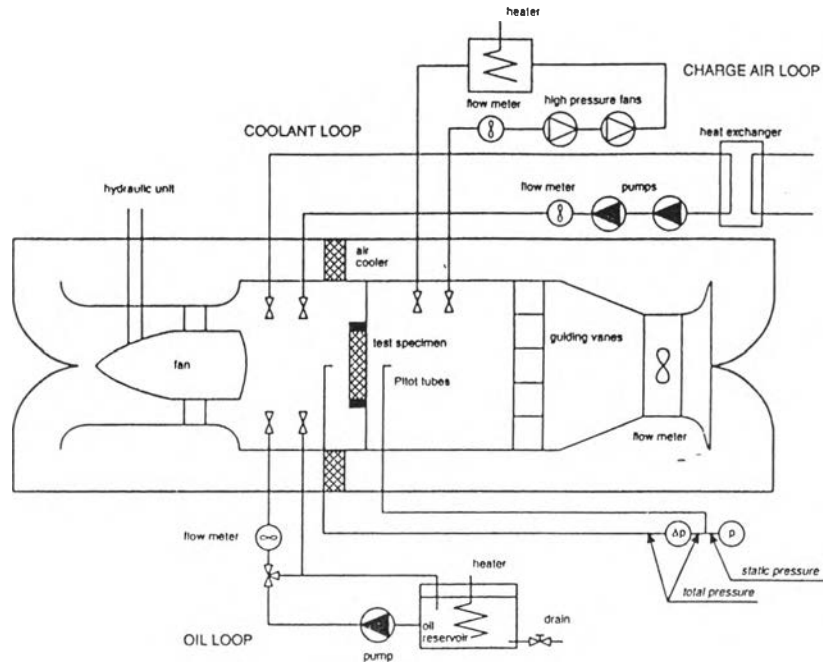 heater
CHARGE AIR LOOP
flow meter
high pressure fans
COOLANT LOOP
heat exchanger
hydraulic unit
flow meter
pumps
air
cooler
test specimen
guiding vanes
fan
Pitot tubes
flow meter
flow meter
Δp
p
heater
static pressure
total pressure
oil
reservoir
drain
OIL LOOP
pump